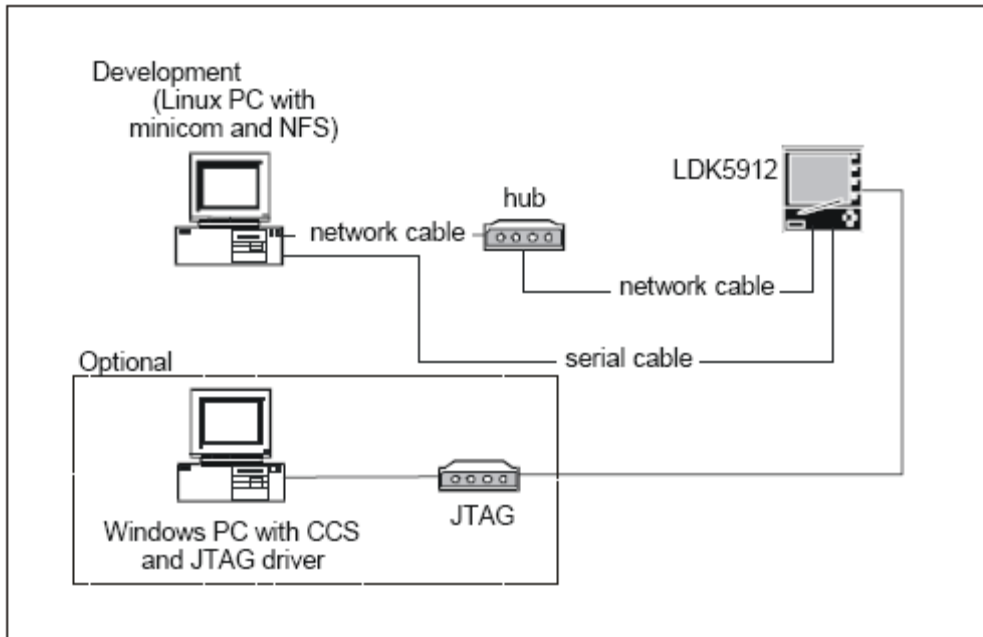 Development
(Linux PC with
minicom and NFS)
LDK5912
hub
network cable
network cable
serial cable
Optional
JTAG
Windows PC with CCS
and JTAG driver